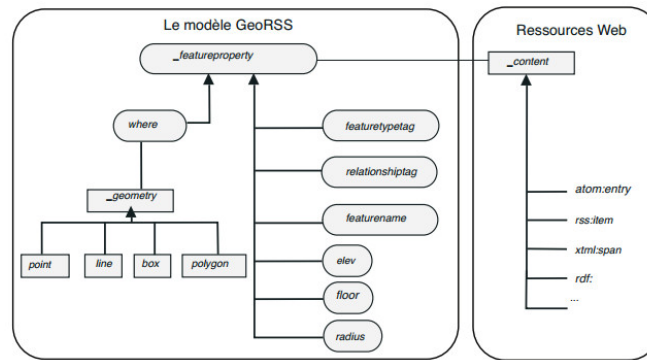 Le modèle GeoRSS
Ressources Web
_featureproperty
_content
where
featuretypetag
relationshiptag
_geometry
featurename
point
line
box
polygon
elev
floor
radius
atom:entry
rss:item
xtml:span
rdf:
...